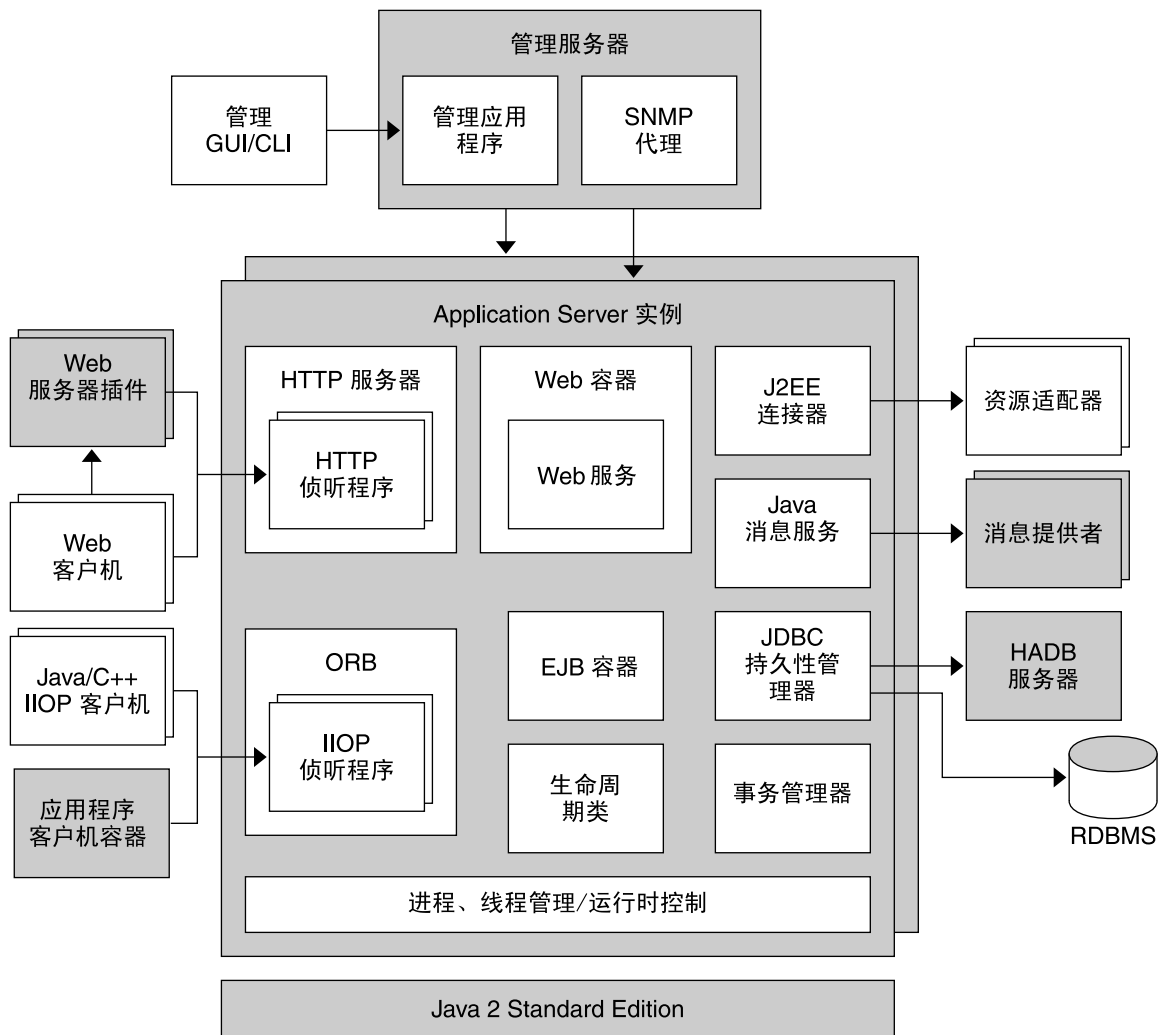 管理服务器
管理
GUI/CLI
管理应用
程序
SNMP
代理
Application Server 实例
Web
服务器插件
HTTP 服务器
HTTP
侦听程序
Web 容器
Web 服务
J2EE
连接器
资源适配器
Web
客户机
Java
消息服务
消息提供者
Java/C++
IIOP 客户机
ORB
IIOP
侦听程序
EJB 容器
JDBC
持久性管
理器
HADB
服务器
应用程序
客户机容器
生命周
期类
事务管理器
RDBMS
进程、线程管理/运行时控制
Java 2 Standard Edition